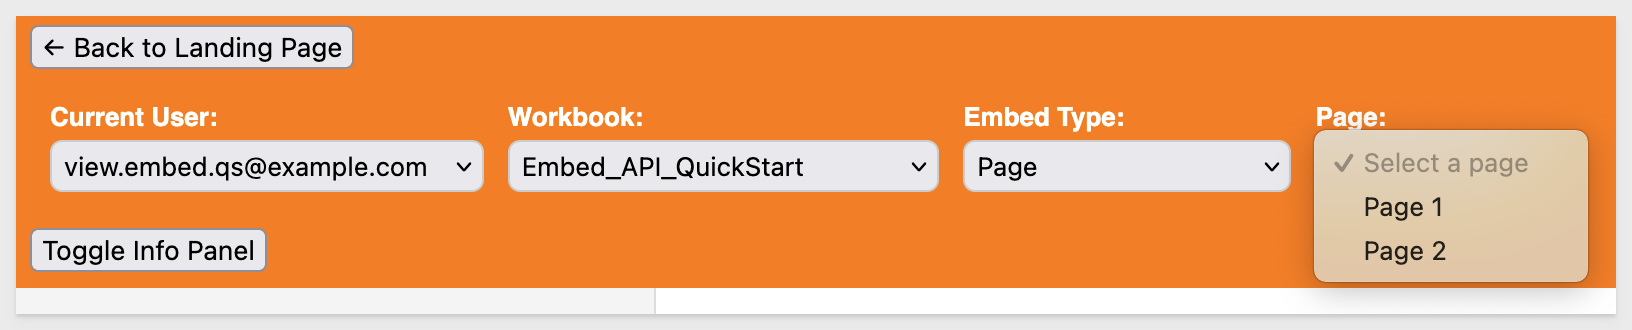 ← Back to Landing Page
Current User: Workbook: Embed Type: Page:
view.embed.qs@example.com Embed_API_QuickStart Page ✓ Select a page
Page 1
Page 2
Toggle Info Panel